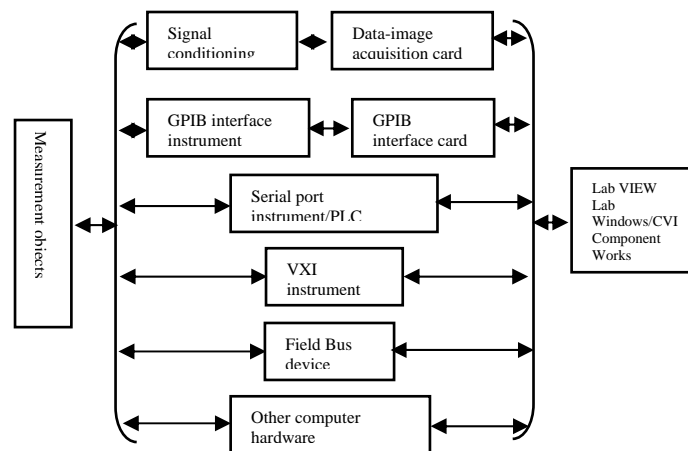 Signal
conditioning
Data-image
acquisition card
GPIB interface
instrument
GPIB
interface card
Measurement objects
Serial port
instrument/PLC
Lab VIEW
Lab
Windows/CVI
Component
Works
VXI
instrument
Field Bus
device
Other computer
hardware